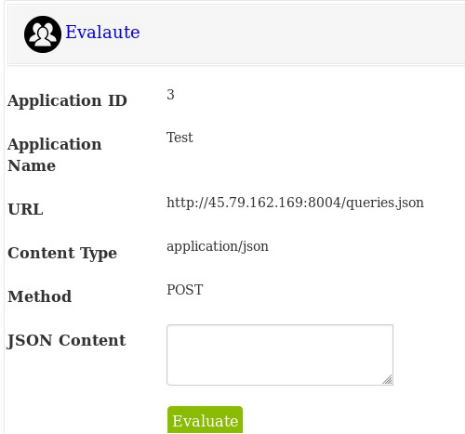 Evalaute
Application ID 3
Application Test
Name
URL http://45.79.162.169:8004/queries.json
Content Type application/json
Method POST
JSON Content
Evaluate